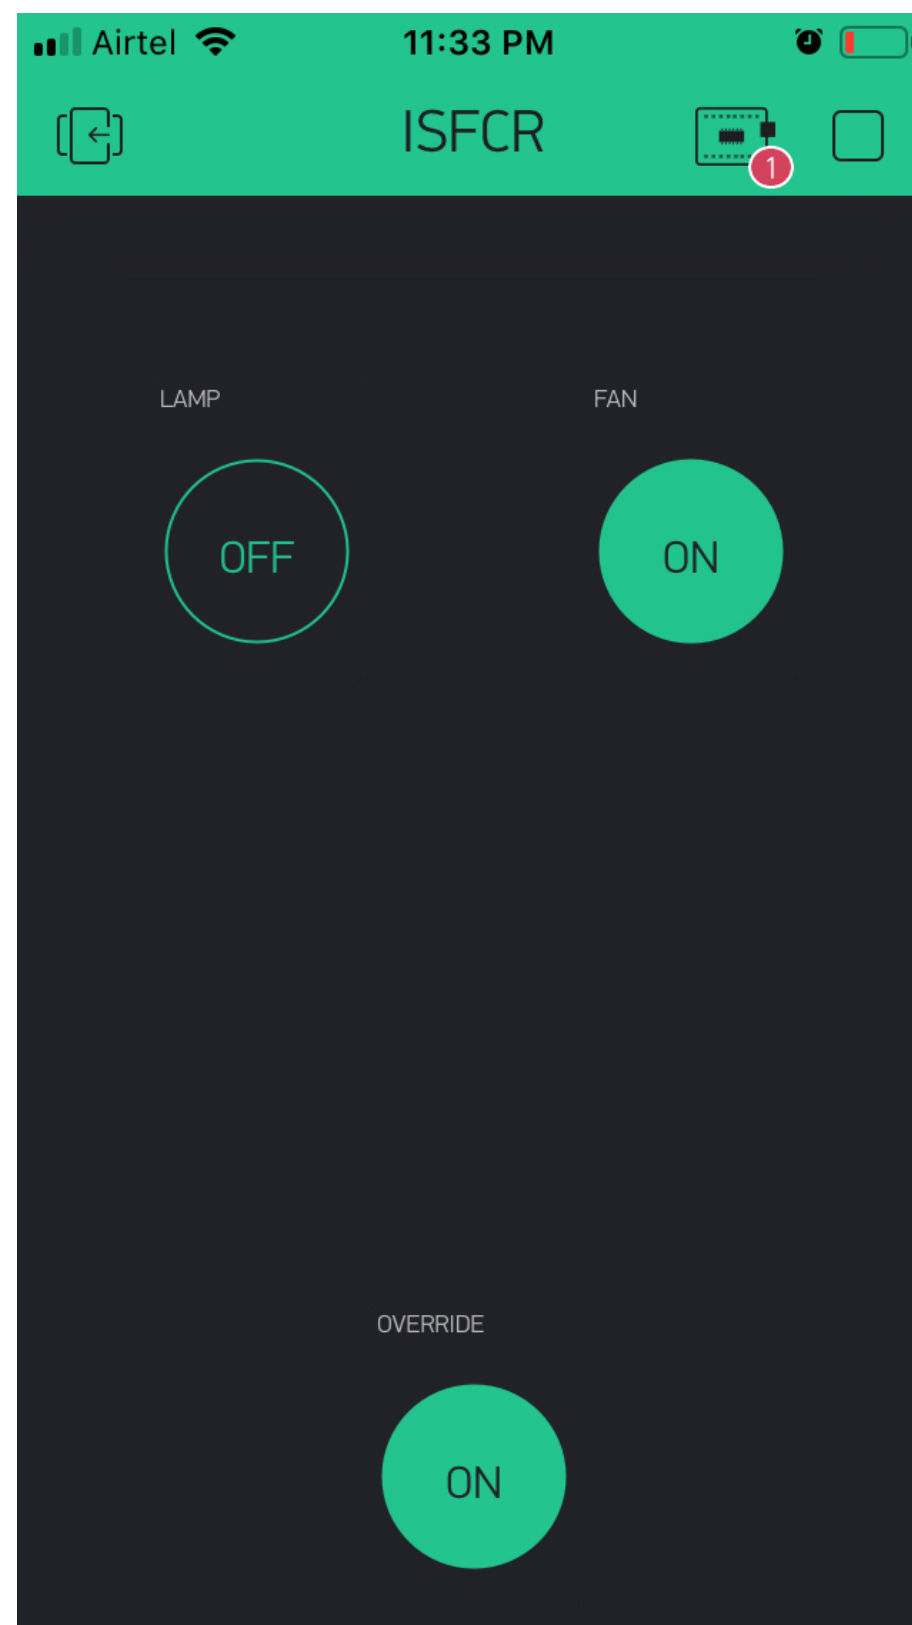 Airtel 11:33 PM
ISFCR
1
LAMP FAN
OFF ON
OVERRIDE
ON